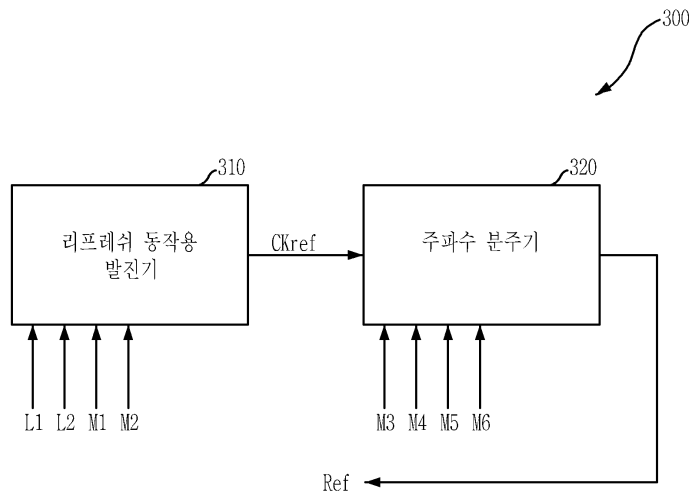 300
310
320
리프레쉬 동작용
발진기
CKref
주파수 분주기
L1 L2 M1 M2
M3 M4 M5 M6
Ref